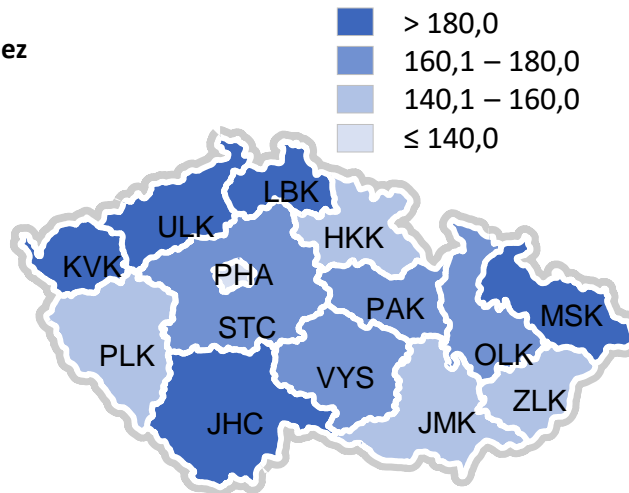 ez
> 180,0
160,1 – 180,0
140,1 – 160,0
≤ 140,0
LBK
ULK
HKK
KVK
PHA
PAK
MSK
STC
PLK
OLK
VYS
ZLK
JHC
JMK